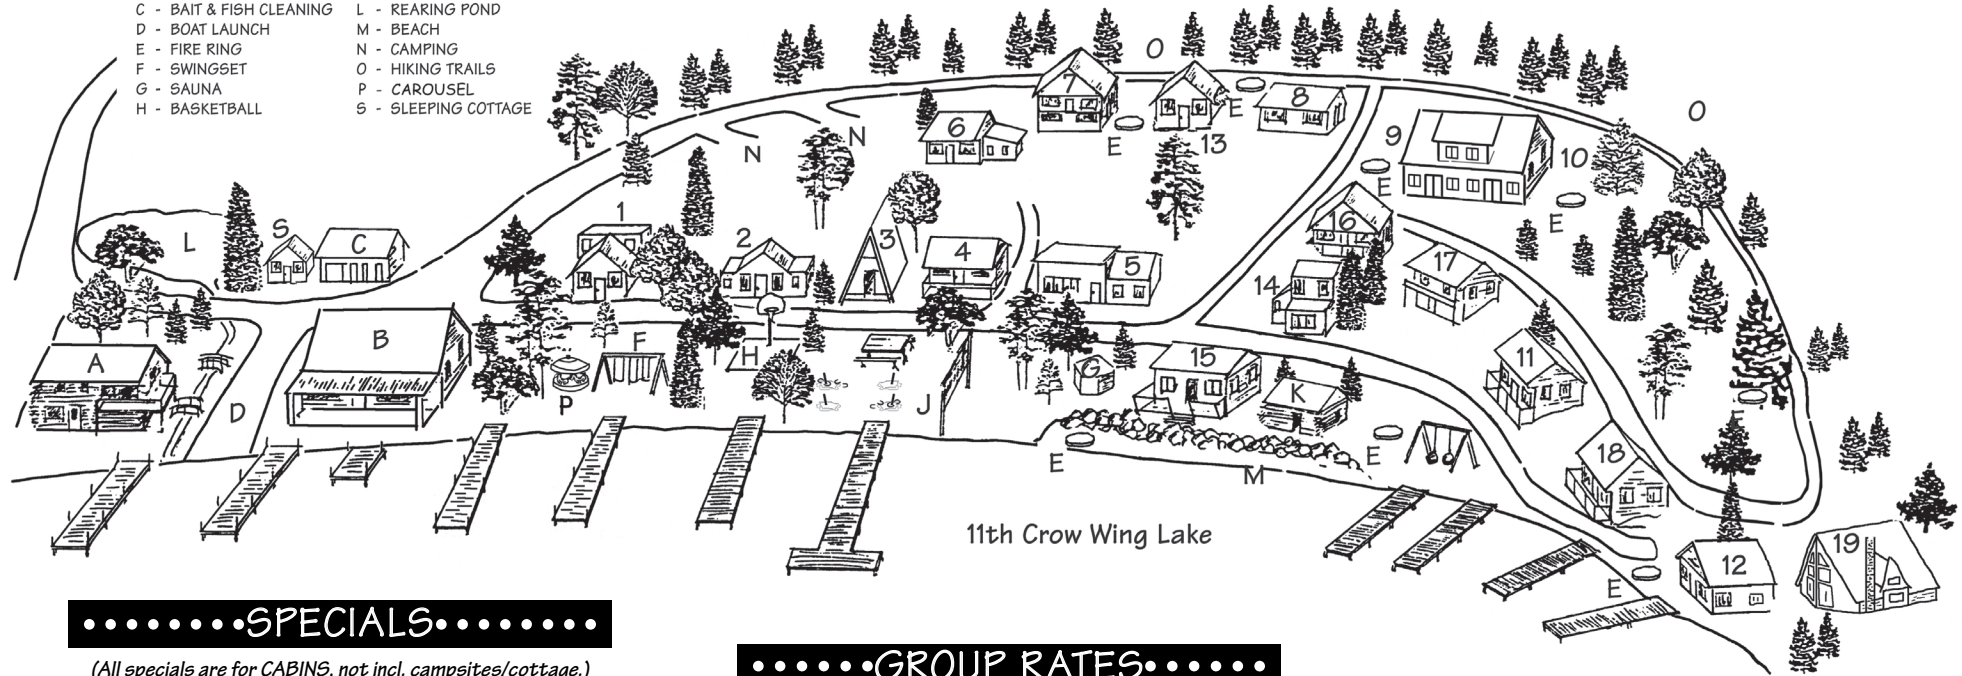 C - BAIT & FISH CLEANING
D - BOAT LAUNCH
E - FIRE RING
F - SWINGSET
G - SAUNA
H - BASKETBALL
L - REARING POND
M - BEACH
N - CAMPING
O - HIKING TRAILS
P - CAROUSEL
S - SLEEPING COTTAGE
O
7
E
8
13
E
6
N
N
9
10
E
E
O
16
17
14
L
S
C
1
2
3
4
5
A
B
D
P
F
H
J
G
15
K
11
E
M
E
18
E
12
19
E
11th Crow Wing Lake
SPECIALS
(All specials are for CABINS, not incl. campsites/cottage.)
GROUP RATES